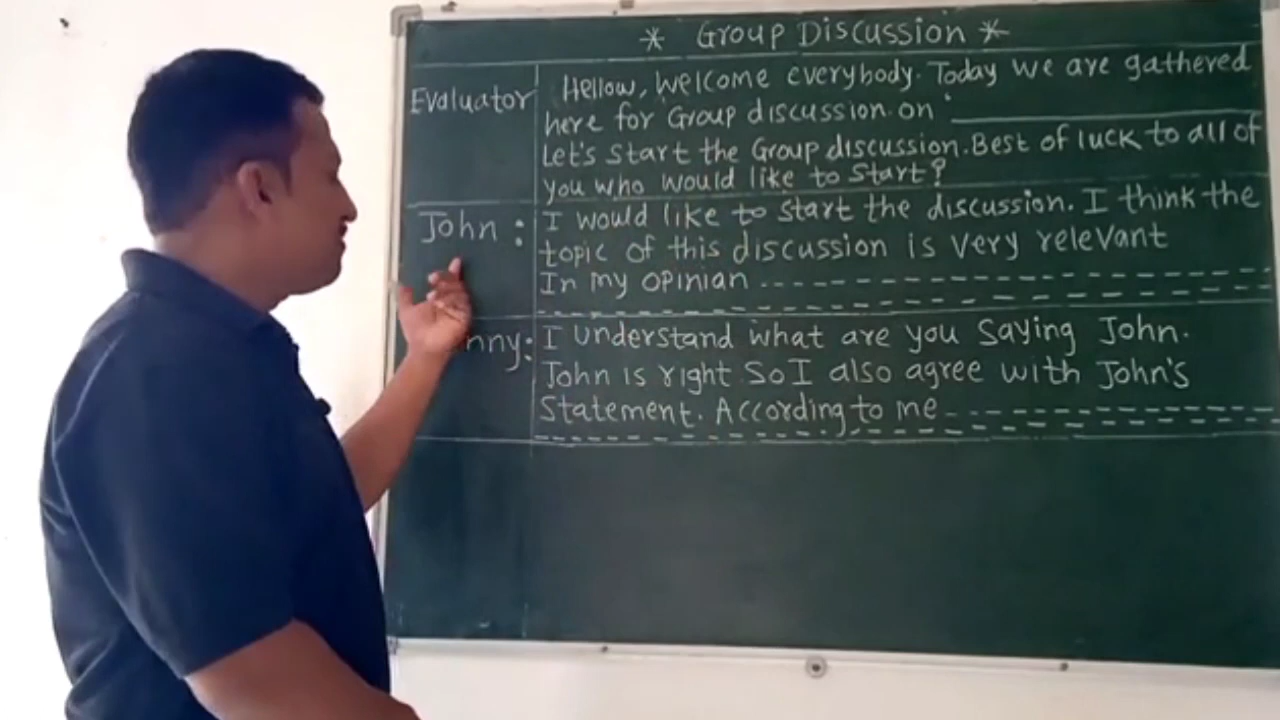 * Group Discussion *
Evaluator
Hellow, Welcome everybody. Today we are gathered
here for Group discussion on '
Let's start the Group discussion. Best of luck to all of
you who would like to start?
John :
I would like to start the discussion. I think the
topic of this discussion is very relevant
In my opinian
nny:
I understand what are you saying John.
John is right so I also agree with John's
Statement. According to me